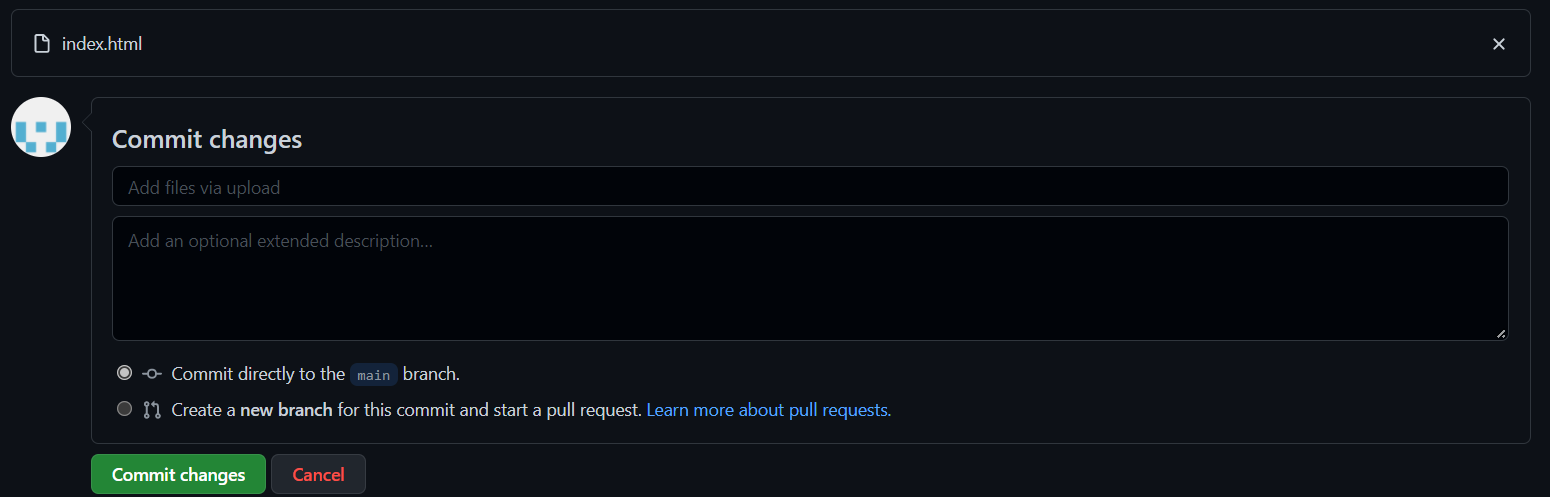 index.html
Commit changes
Add files via upload
Add an optional extended description...
Commit directly to the main branch.
Create a new branch for this commit and start a pull request. Learn more about pull requests.
Commit changes
Cancel